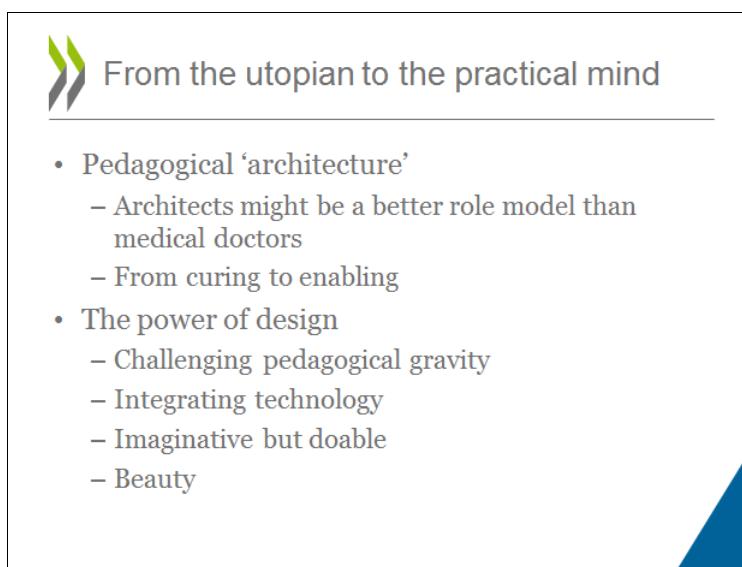 From the utopian to the practical mind
• Pedagogical ‘architecture’
– Architects might be a better role model than
medical doctors
– From curing to enabling
• The power of design
– Challenging pedagogical gravity
– Integrating technology
– Imaginative but doable
– Beauty